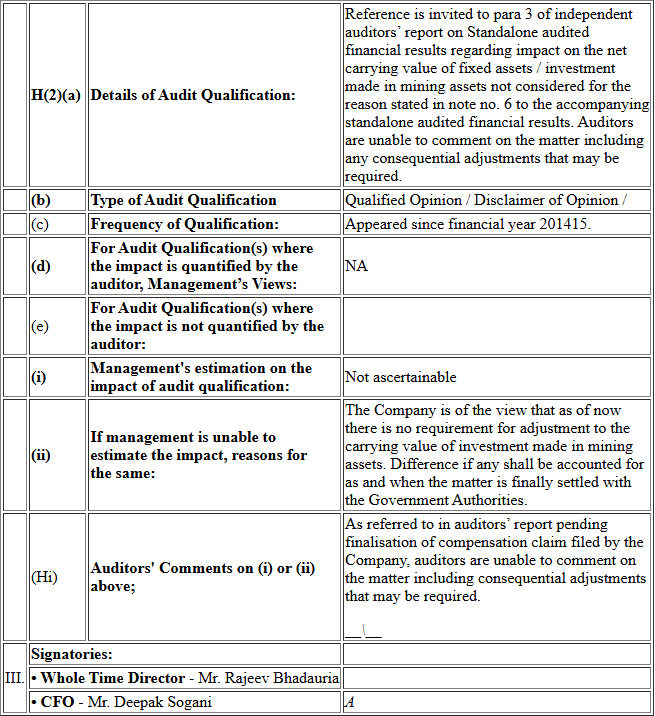 H(2)(a) Details of Audit Qualification: Reference is invited to para 3 of independent
auditors’ report on Standalone audited
financial results regarding impact on the net
carrying value of fixed assets / investment
made in mining assets not considered for the
reason stated in note no. 6 to the accompanying
standalone audited financial results. Auditors
are unable to comment on the matter including
any consequential adjustments that may be
required.
(b) Type of Audit Qualification Qualified Opinion / Disclaimer of Opinion /
(c) Frequency of Qualification: Appeared since financial year 201415.
(d) For Audit Qualification(s) where
the impact is quantified by the
auditor, Management’s Views: NA
(e) For Audit Qualification(s) where
the impact is not quantified by the
auditor:
(i) Management's estimation on the
impact of audit qualification: Not ascertainable
(ii) If management is unable to
estimate the impact, reasons for
the same:
The Company is of the view that as of now
there is no requirement for adjustment to the
carrying value of investment made in mining
assets. Difference if any shall be accounted for
as and when the matter is finally settled with
the Government Authorities.
(Hi) Auditors' Comments on (i) or (ii)
above;
As referred to in auditors’ report pending
finalisation of compensation claim filed by the
Company, auditors are unable to comment on
the matter including consequential adjustments
that may be required.
__\__
III. Signatories:
• Whole Time Director - Mr. Rajeev Bhadauria
• CFO - Mr. Deepak Sogani A